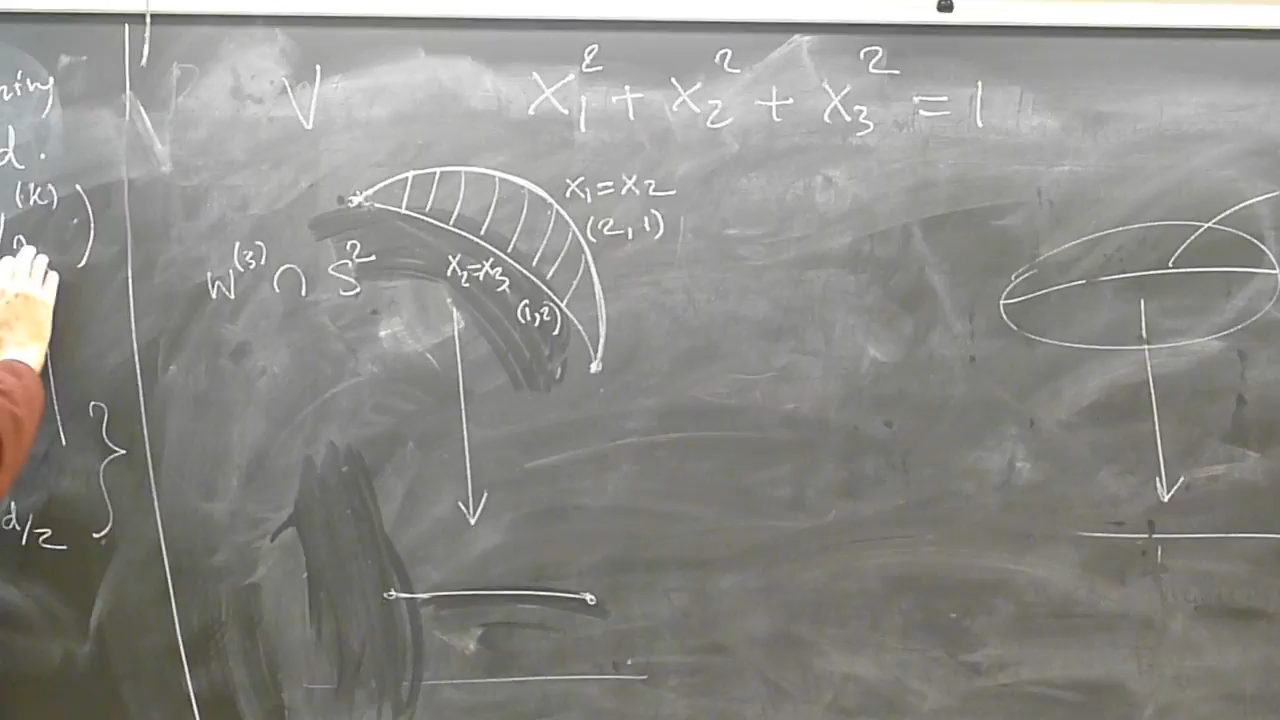 d.
(k)
d/2
V
X₁² + X₂² + X₃² = 1
X₁=X₂
(2,1)
W⁽³⁾ ∩ S²
X₂=X₃
(1,2)